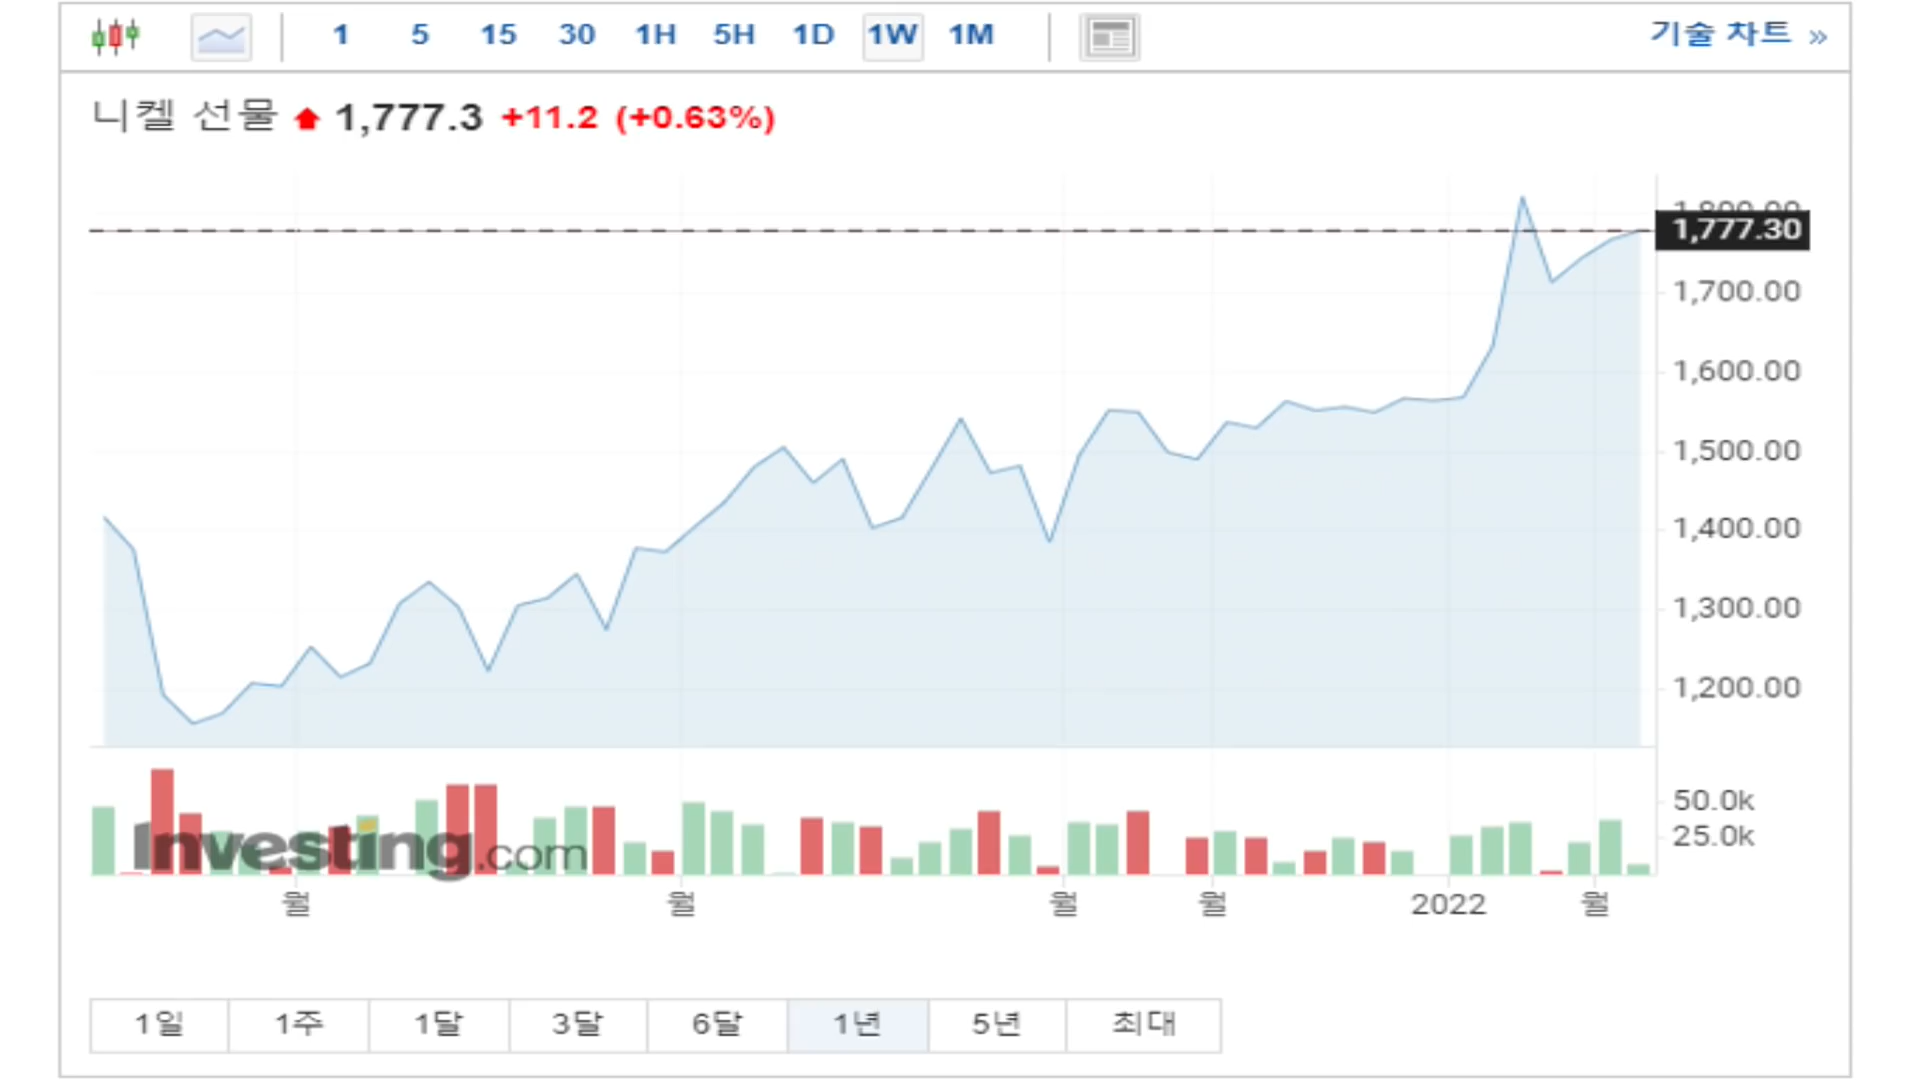 1 5 15 30 1H 5H 1D 1W 1M 기술 차트 »
니켈 선물 1,777.3 +11.2 (+0.63%)
1,800.00
1,777.30
1,700.00
1,600.00
1,500.00
1,400.00
1,300.00
1,200.00
50.0k
25.0k
Investing.com
월 월 월 월 2022 월
1일 1주 1달 3달 6달 1년 5년 최대